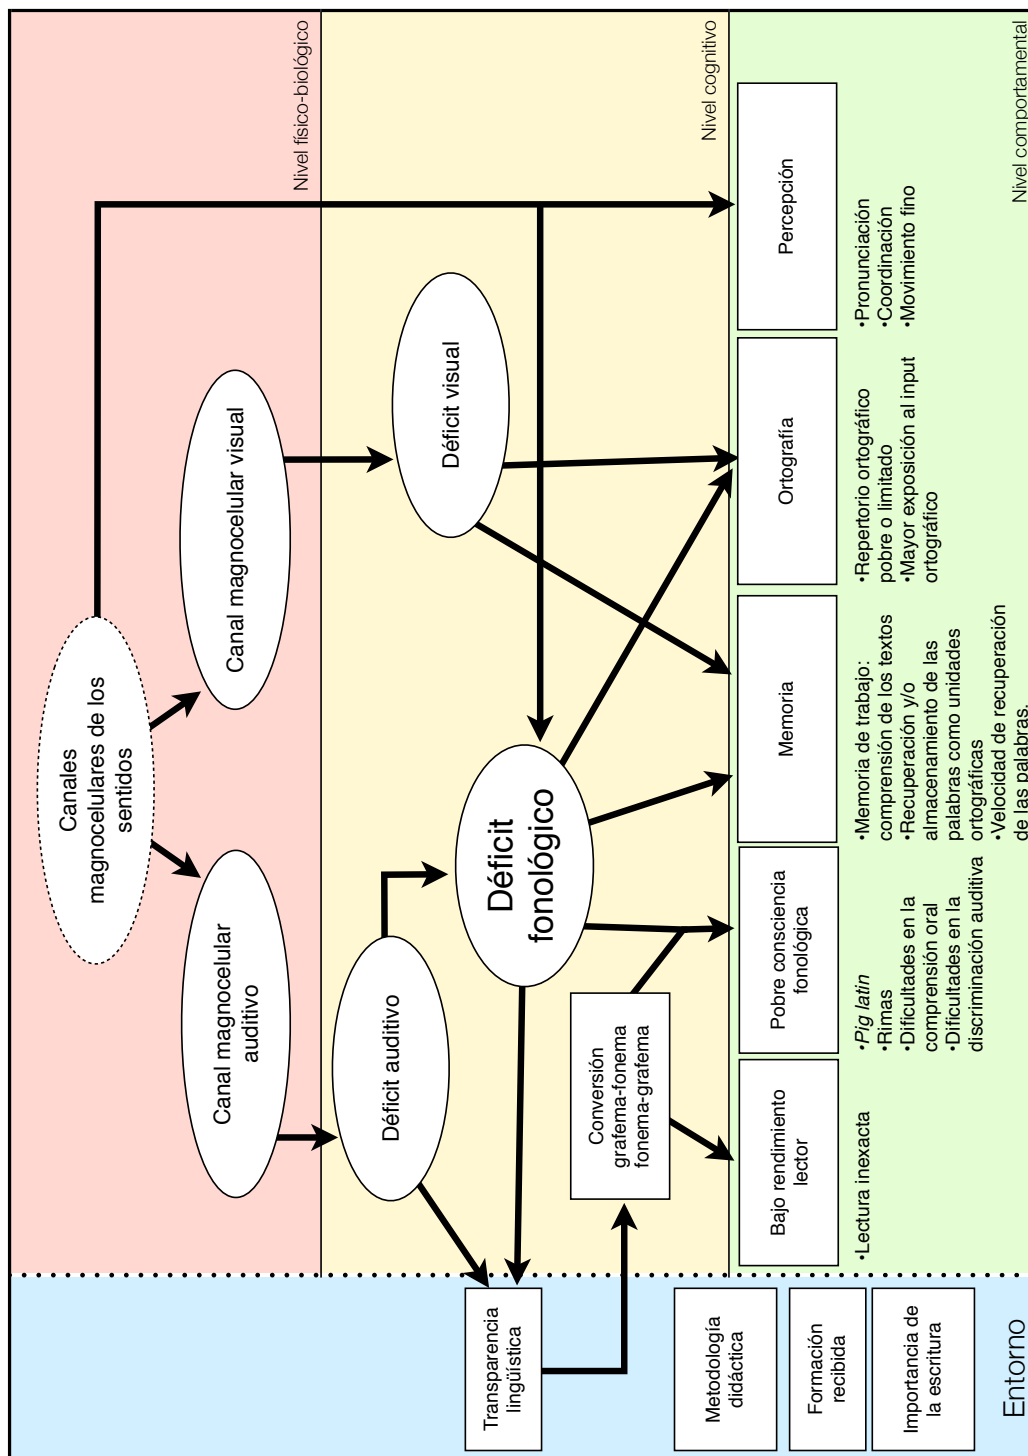 Nivel físico-biológico
Canales
magnocelulares de los
sentidos
Canal magnocelular
auditivo
Canal magnocelular visual
Nivel cognitivo
Déficit auditivo
Déficit visual
Déficit
fonológico
Conversión
grafema-fonema
fonema-grafema
Nivel comportamental
Bajo rendimiento
lector
•Lectura inexacta
Pobre consciencia
fonológica
•Pig latin
•Rimas
•Dificultades en la
comprensión oral
•Dificultades en la
discriminación auditiva
Memoria
•Memoria de trabajo:
comprensión de los textos
•Recuperación y/o
almacenamiento de las
palabras como unidades
ortográficas
•Velocidad de recuperación
de las palabras.
Ortografía
•Repertorio ortográfico
pobre o limitado
•Mayor exposición al input
ortográfico
Percepción
•Pronunciación
•Coordinación
•Movimiento fino
Transparencia
lingüística
Metodología
didáctica
Formación
recibida
Importancia de
la escritura
Entorno